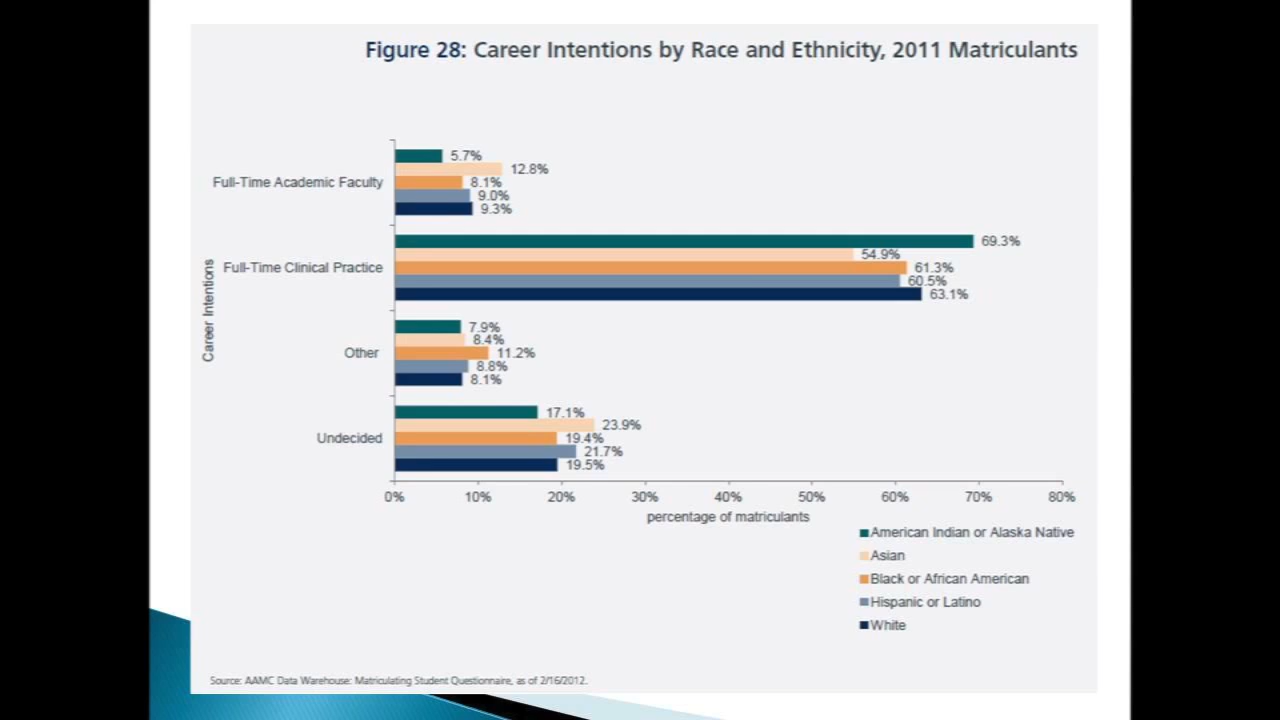 Figure 28: Career Intentions by Race and Ethnicity, 2011 Matriculants
Career Intentions
Full-Time Academic Faculty
5.7%
12.8%
8.1%
9.0%
9.3%
Full-Time Clinical Practice
69.3%
54.9%
61.3%
60.5%
63.1%
Other
7.9%
8.4%
11.2%
8.8%
8.1%
Undecided
17.1%
23.9%
19.4%
21.7%
19.5%
0% 10% 20% 30% 40% 50% 60% 70% 80%
percentage of matriculants
American Indian or Alaska Native
Asian
Black or African American
Hispanic or Latino
White
Source: AAMC Data Warehouse: Matriculating Student Questionnaire, as of 2/16/2012.